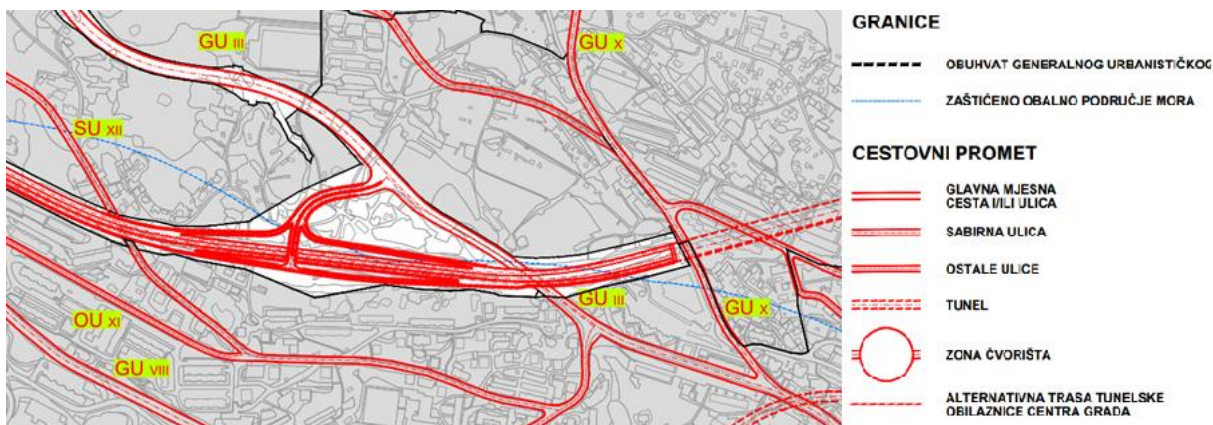 GU III
GU X
SU XII
GU III
GU X
OU XI
GU VIII
GRANICE
OBUHVAT GENERALNOG URBANISTIČKOG
ZAŠTIĆENO OBALNO PODRUČJE MORA
CESTOVNI PROMET
GLAVNA MJESNA
CESTA I/ILI ULICA
SABIRNA ULICA
OSTALE ULICE
TUNEL
ZONA ČVORIŠTA
ALTERNATIVNA TRASA TUNELSKE
OBILAZNICE CENTRA GRADA